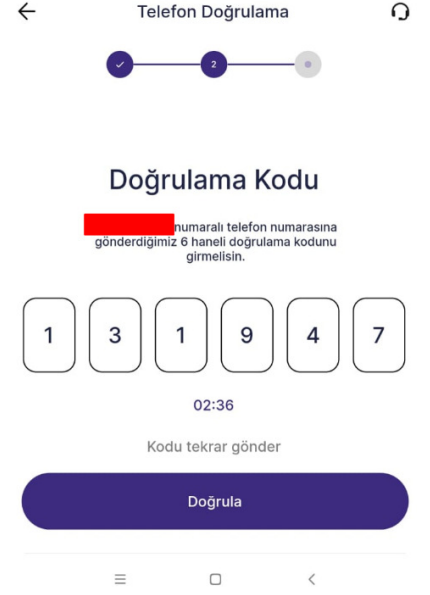 Telefon Doğrulama
2
Doğrulama Kodu
numaralı telefon numarasına
gönderdiğimiz 6 haneli doğrulama kodunu
girmelisin.
1 3 1 9 4 7
02:36
Kodu tekrar gönder
Doğrula